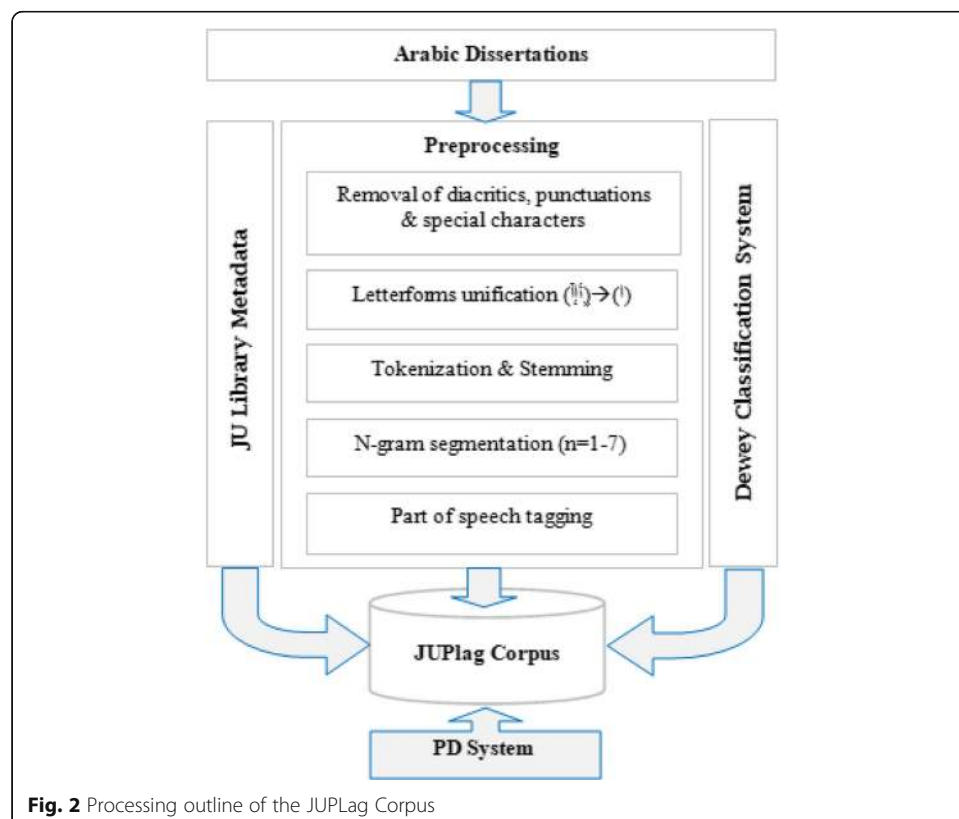 Arabic Dissertations
JU Library Metadata
Preprocessing
Removal of diacritics, punctuations
& special characters
Letterforms unification ( )→(ا)
Tokenization & Stemming
N-gram segmentation (n=1-7)
Part of speech tagging
Dewey Classification System
JUPlag Corpus
PD System
Fig. 2 Processing outline of the JUPLag Corpus